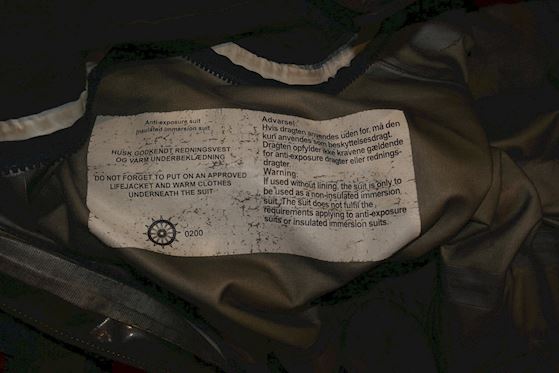 Anti-exposure suit
Insulated immersion suit
HUSK GODKENDT REDNINGSVEST
OG VARM UNDERBEKLÆDNING
DO NOT FORGET TO PUT ON AN APPROVED
LIFEJACKET AND WARM CLOTHES
UNDERNEATH THE SUIT
0200
Advarsel:
Hvis dragten anvendes uden for, må den
kun anvendes som beskyttelsesdragt.
Dragten opfylder ikke kravene gældende
for anti-exposure dragter eller rednings-
dragter.
Warning:
If used without lining, the suit is only to
be used as a non-insulated immersion
suit. The suit does not fulfil the
requirements applying to anti-exposure
suits or insulated immersion suits.